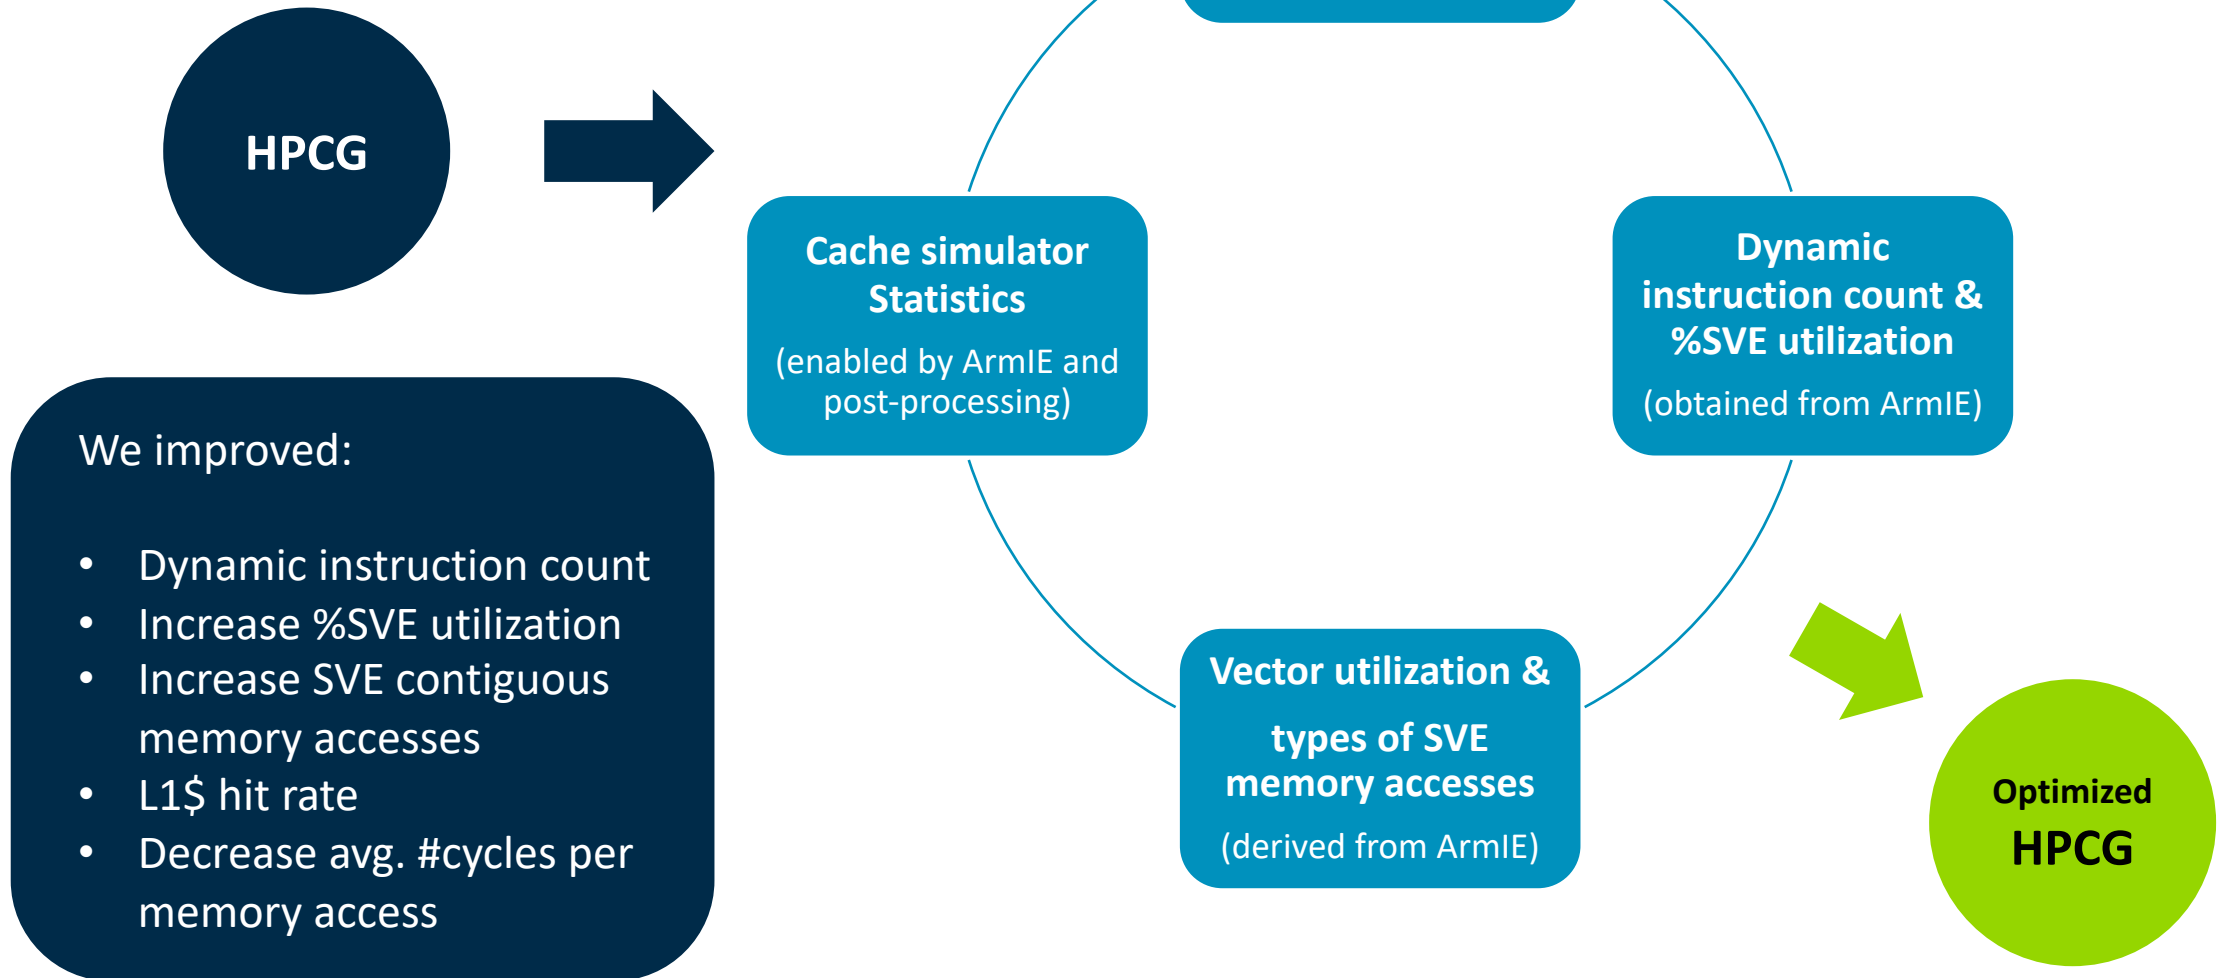 HPCG
Cache simulator
Statistics
(enabled by ArmIE and
post-processing)
Dynamic
instruction count &
%SVE utilization
(obtained from ArmIE)
We improved:
• Dynamic instruction count
• Increase %SVE utilization
• Increase SVE contiguous
memory accesses
• L1$ hit rate
• Decrease avg. #cycles per
memory access
Vector utilization &
types of SVE
memory accesses
(derived from ArmIE)
Optimized
HPCG